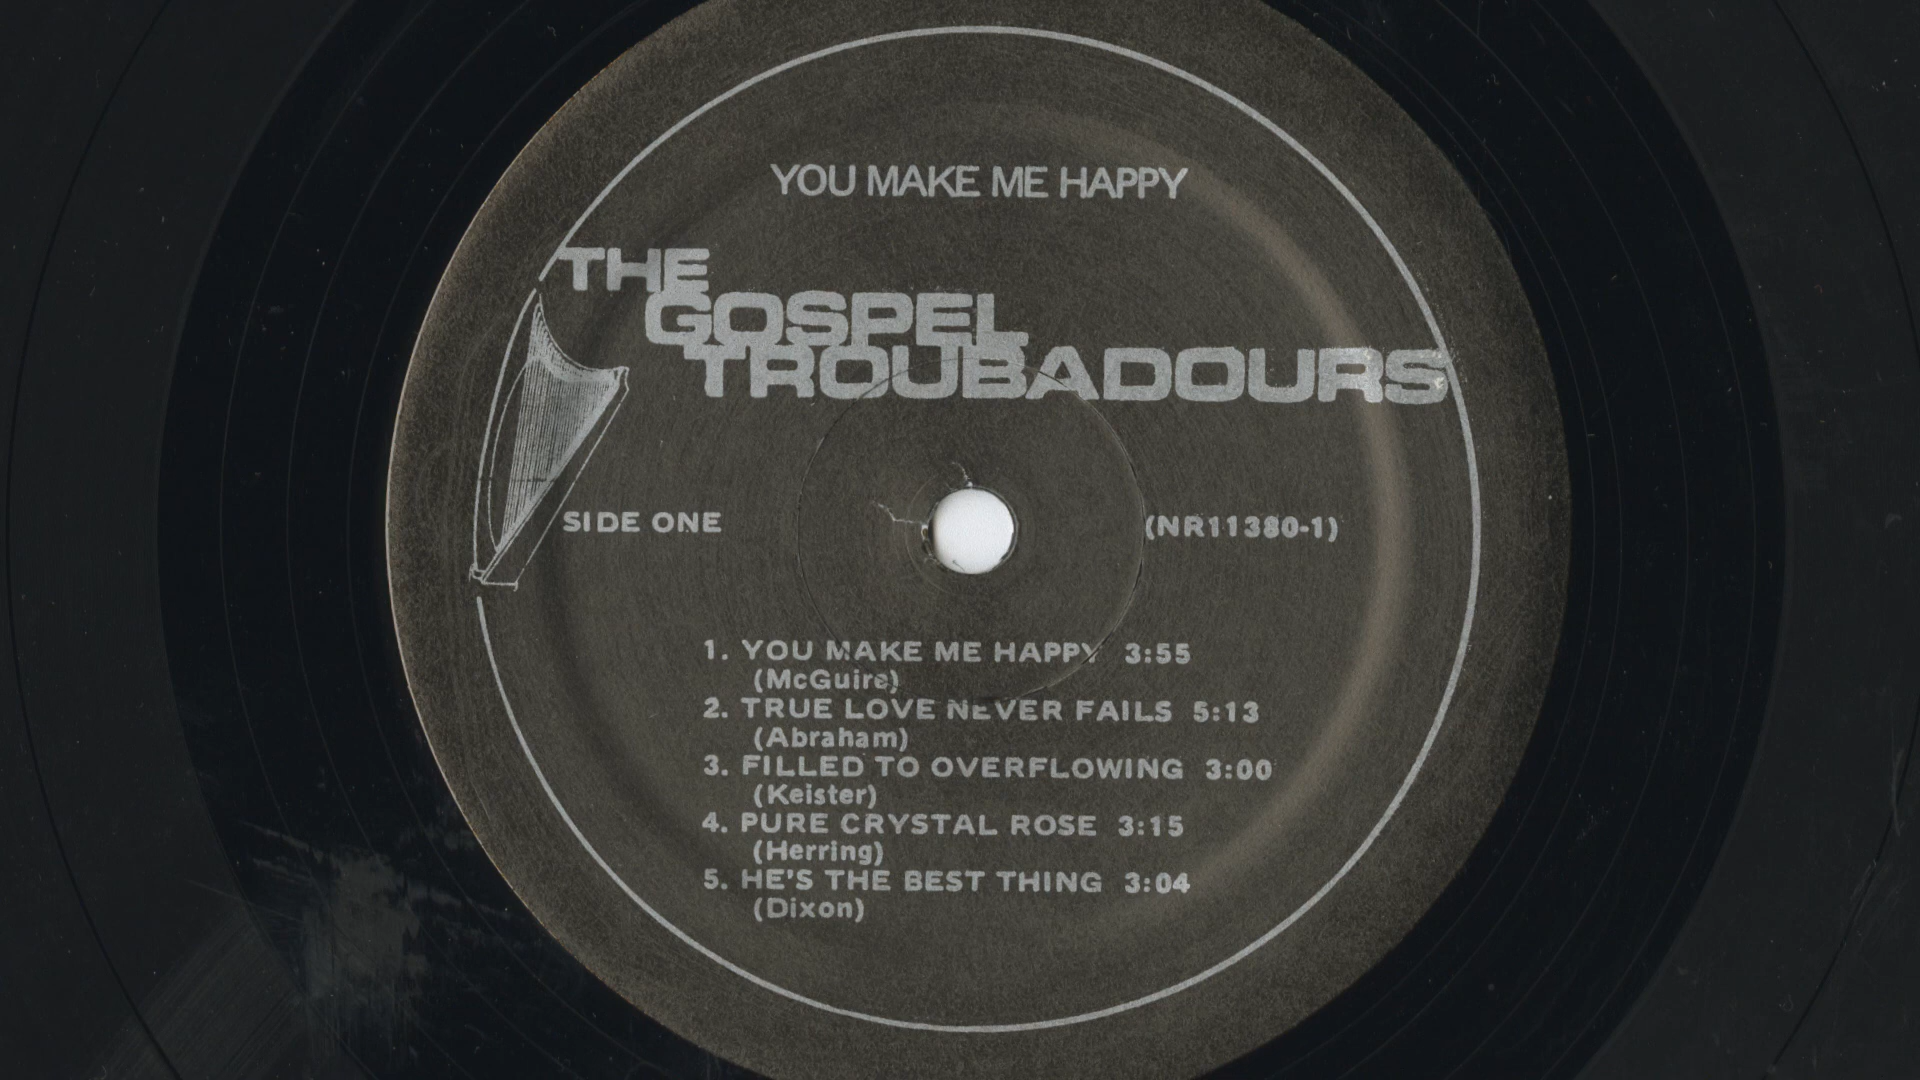 YOU MAKE ME HAPPY
THE
GOSPEL
TROUBADOURS
SIDE ONE
(NR11380-1)
1. YOU MAKE ME HAPPY 3:55
(McGuire)
2. TRUE LOVE NEVER FAILS 5:13
(Abraham)
3. FILLED TO OVERFLOWING 3:00
(Keister)
4. PURE CRYSTAL ROSE 3:15
(Herring)
5. HE'S THE BEST THING 3:04
(Dixon)